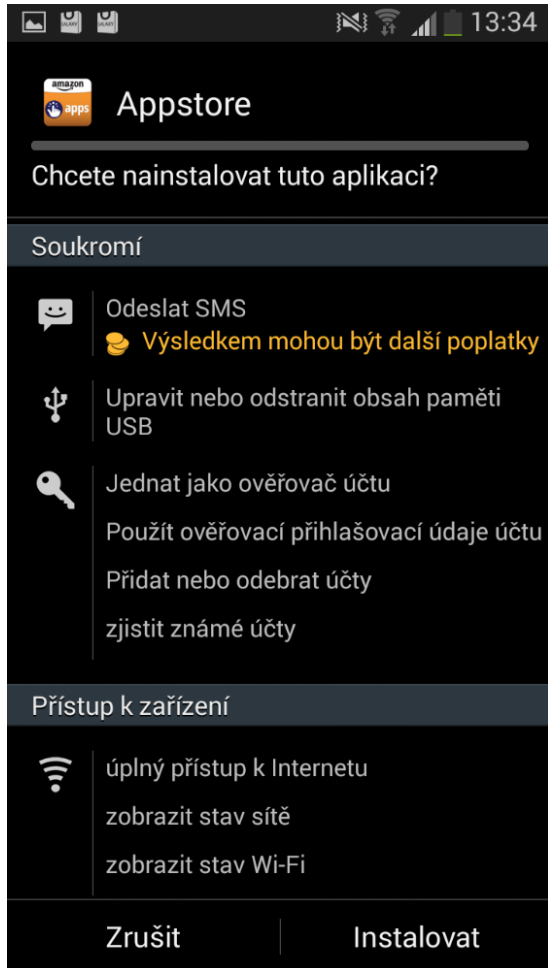 GALAXY
GALAXY
13:34
amazon
apps
Appstore
Chcete nainstalovat tuto aplikaci?
Soukromí
Odeslat SMS
Výsledkem mohou být další poplatky
Upravit nebo odstranit obsah paměti
USB
Jednat jako ověřovač účtu
Použít ověřovací přihlašovací údaje účtu
Přidat nebo odebrat účty
zjistit známé účty
Přístup k zařízení
úplný přístup k Internetu
zobrazit stav sítě
zobrazit stav Wi-Fi
Zrušit
Instalovat